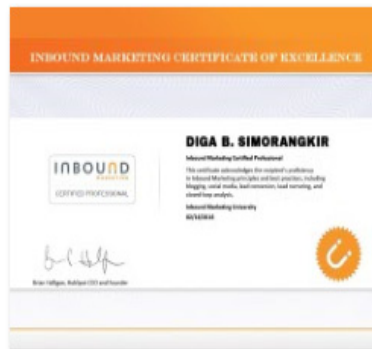 INBOUND MARKETING CERTIFICATE OF EXCELLENCE
INBOUND
MARKETING
CERTIFIED PROFESSIONAL
DIGA B. SIMORANGKIR
Inbound Marketing Certified Professional
This certificate acknowledges the recipient's proficiency
in Inbound Marketing principles and best practices, including
blogging, social media, lead conversion, lead nurturing, and
closed loop analysis.
Inbound Marketing University
Brian Halligan, HubSpot CEO and Founder